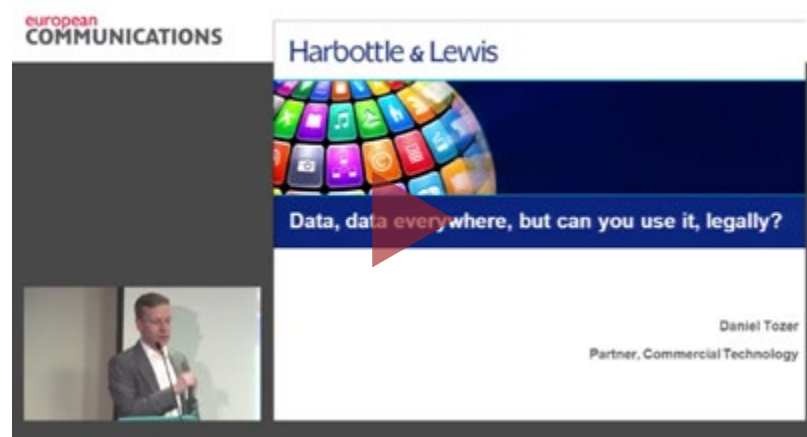 european
COMMUNICATIONS
Harbottle & Lewis
Data, data everywhere, but can you use it, legally?
Daniel Tozer
Partner, Commercial Technology